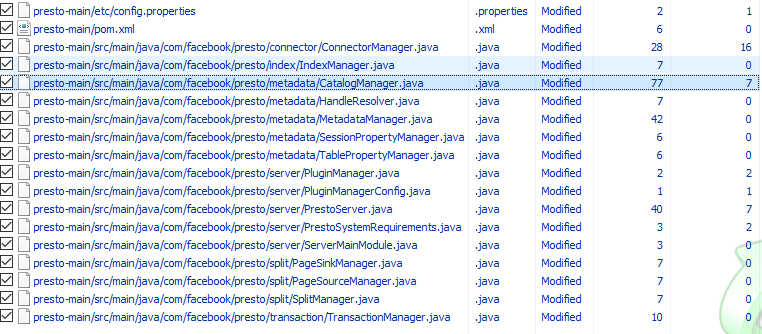 presto-main/etc/config.properties .properties Modified 2 1
presto-main/pom.xml .xml Modified 6 0
presto-main/src/main/java/com/facebook/presto/connector/ConnectorManager.java .java Modified 28 16
presto-main/src/main/java/com/facebook/presto/index/IndexManager.java .java Modified 7 0
presto-main/src/main/java/com/facebook/presto/metadata/CatalogManager.java .java Modified 77 7
presto-main/src/main/java/com/facebook/presto/metadata/HandleResolver.java .java Modified 7 0
presto-main/src/main/java/com/facebook/presto/metadata/MetadataManager.java .java Modified 42 0
presto-main/src/main/java/com/facebook/presto/metadata/SessionPropertyManager.java .java Modified 6 0
presto-main/src/main/java/com/facebook/presto/metadata/TablePropertyManager.java .java Modified 6 0
presto-main/src/main/java/com/facebook/presto/server/PluginManager.java .java Modified 2 2
presto-main/src/main/java/com/facebook/presto/server/PluginManagerConfig.java .java Modified 1 1
presto-main/src/main/java/com/facebook/presto/server/PrestoServer.java .java Modified 40 7
presto-main/src/main/java/com/facebook/presto/server/PrestoSystemRequirements.java .java Modified 3 2
presto-main/src/main/java/com/facebook/presto/server/ServerMainModule.java .java Modified 3 0
presto-main/src/main/java/com/facebook/presto/split/PageSinkManager.java .java Modified 7 0
presto-main/src/main/java/com/facebook/presto/split/PageSourceManager.java .java Modified 7 0
presto-main/src/main/java/com/facebook/presto/split/SplitManager.java .java Modified 7 0
presto-main/src/main/java/com/facebook/presto/transaction/TransactionManager.java .java Modified 10 0